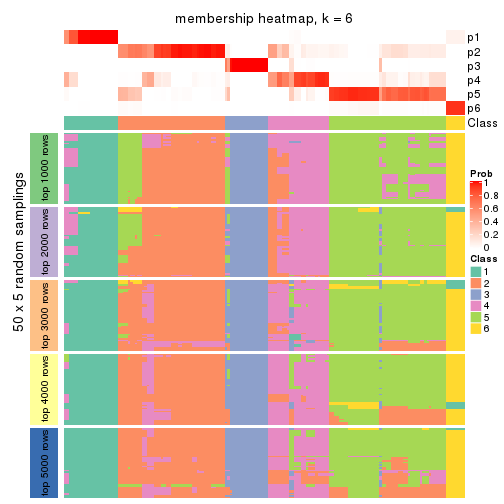 membership heatmap, k = 6
p1
p2
p3
p4
p5
p6
Class
50 x 5 random samplings
top 1000 rows
top 2000 rows
top 3000 rows
top 4000 rows
top 5000 rows
Prob
1
0.8
0.6
0.4
0.2
0
Class
1
2
3
4
5
6